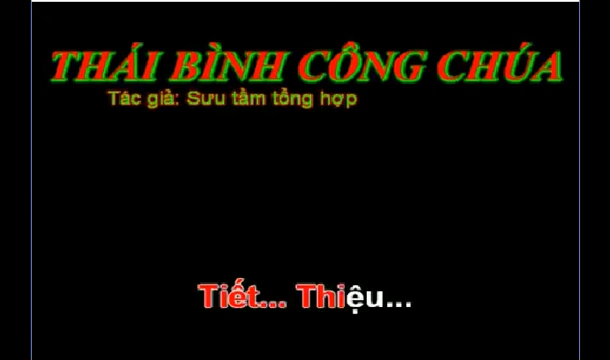 THÁI BÌNH CÔNG CHÚA
Tác giả: Sưu tầm tổng hợp
Tiết... Thiệu...